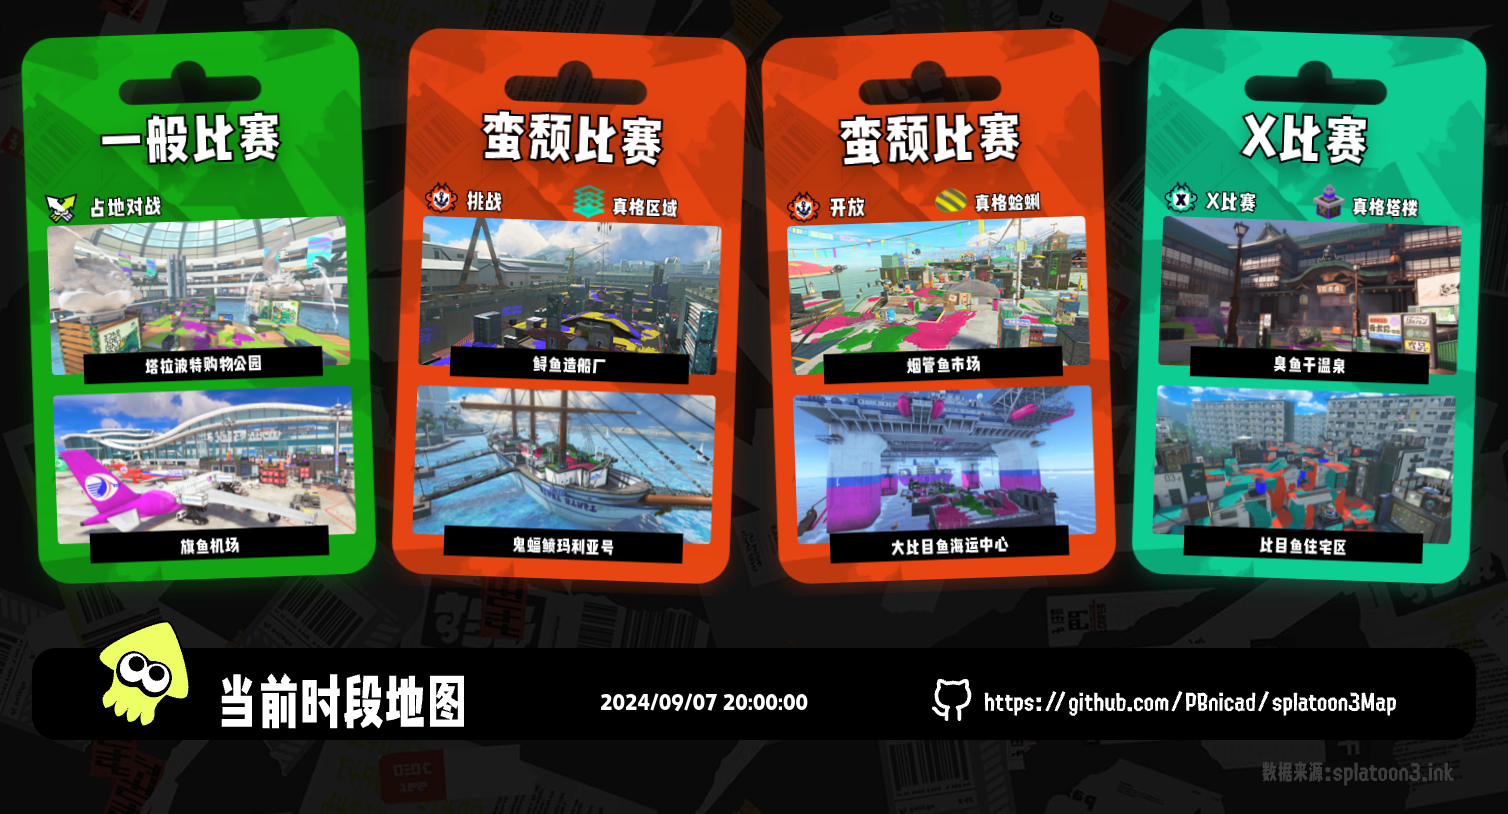 一般比赛
占地对战
塔拉波特购物公园
旗鱼机场
蛮颓比赛
挑战
真格区域
鲟鱼造船厂
鬼蝠鲼玛利亚号
蛮颓比赛
开放
真格蛤蜊
烟管鱼市场
大比目鱼海运中心
X比赛
X比赛
真格塔楼
臭鱼干温泉
比目鱼住宅区
当前时段地图
2024/09/07 20:00:00
https://github.com/PBnicad/splatoon3Map
数据来源:splatoon3.ink